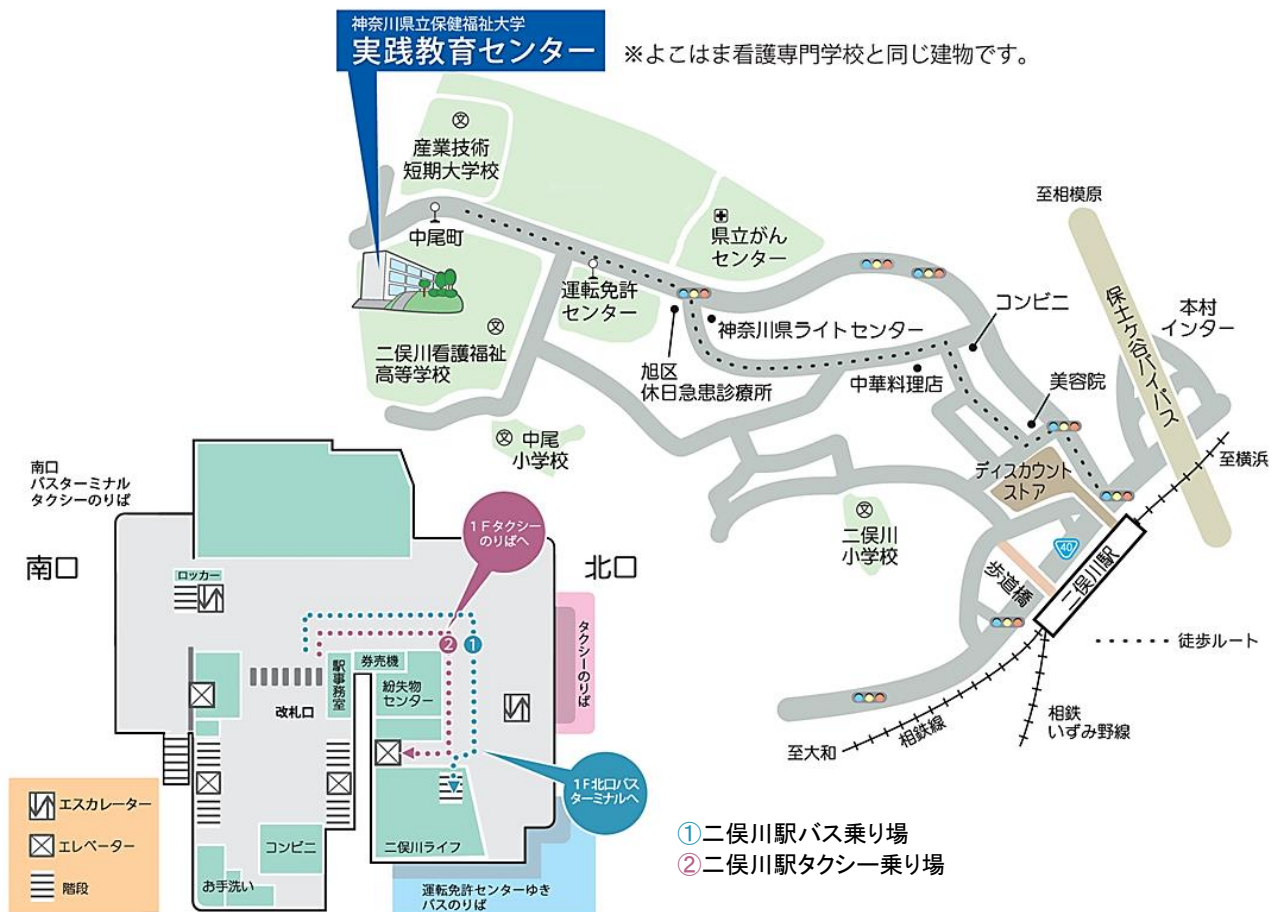 神奈川県立保健福祉大学
実践教育センター
※よこはま看護専門学校と同じ建物です。
文
産業技術
短期大学校
中尾町
県立がん
センター
至相模原
運転免許
センター
コンビニ
保土ヶ谷バイパス
本村
インター
神奈川県ライトセンター
文
二俣川看護福祉
高等学校
旭区
休日急患診療所
中華料理店
美容院
文
中尾
小学校
至横浜
ディスカウント
ストア
文
二俣川
小学校
40
歩道橋
二俣川駅
徒歩ルート
至大和
相鉄線
相鉄
いずみ野線
南口
バスターミナル
タクシーのりば
南口
北口
1Fタクシー
のりばへ
ロッカー
2
1
タクシーのりば
券売機
駅事務室
紛失物
センター
改札口
1F北口バス
ターミナルへ
エスカレーター
エレベーター
階段
コンビニ
お手洗い
二俣川ライフ
運転免許センターゆき
バスのりば
①二俣川駅バス乗り場
②二俣川駅タクシー乗り場